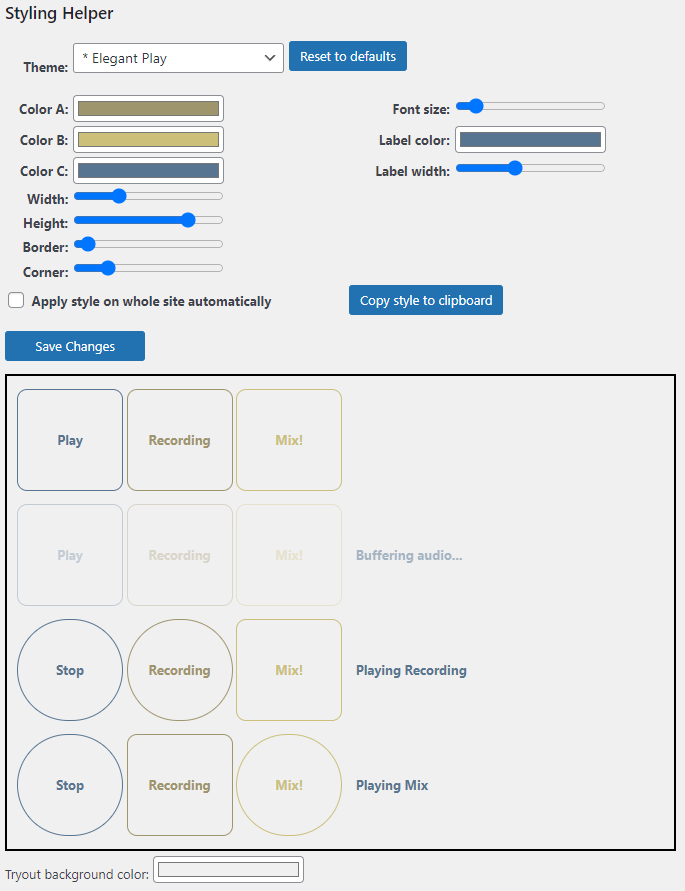 Styling Helper
Theme: * Elegant Play Reset to defaults
Color A: Font size:
Color B: Label color:
Color C: Label width:
Width:
Height:
Border:
Corner:
Apply style on whole site automatically Copy style to clipboard
Save Changes
Play Recording Mix!
Play Recording Mix! Buffering audio...
Stop Recording Mix! Playing Recording
Stop Recording Mix! Playing Mix
Tryout background color: